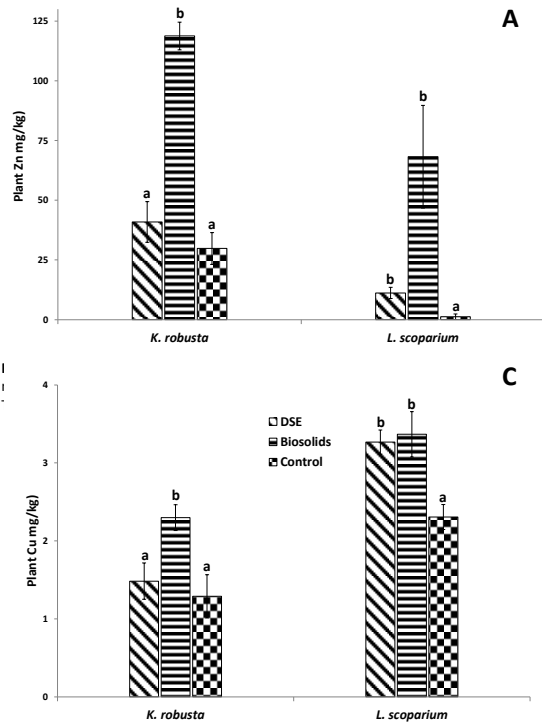 A
125
100
75
50
25
0
Plant Zn mg/kg)
a
b
a
b
b
a
K. robusta
L. scoparium
C
4
3
2
1
0
Plant Cu mg/kg)
DSE
Biosolids
Control
a
b
a
b
b
a
K. robusta
L. scoparium